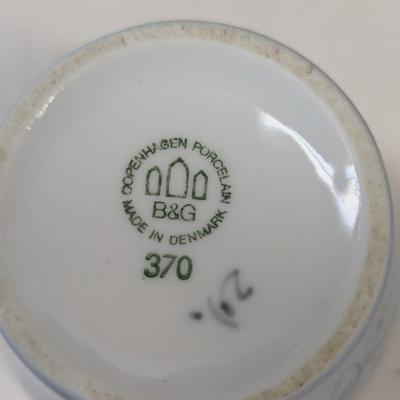 COPENHAGEN PORCELAIN
B&G
MADE IN DENMARK
370